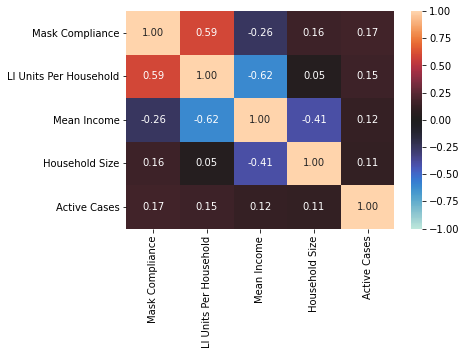 Mask Compliance 1.00 0.59 -0.26 0.16 0.17
LI Units Per Household 0.59 1.00 -0.62 0.05 0.15
Mean Income -0.26 -0.62 1.00 -0.41 0.12
Household Size 0.16 0.05 -0.41 1.00 0.11
Active Cases 0.17 0.15 0.12 0.11 1.00
Mask Compliance
LI Units Per Household
Mean Income
Household Size
Active Cases
1.00
0.75
0.50
0.25
0.00
−0.25
−0.50
−0.75
−1.00